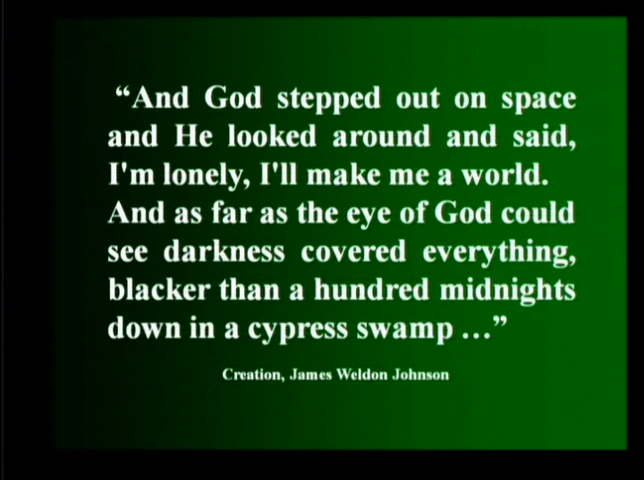 “And God stepped out on space
and He looked around and said,
I'm lonely, I'll make me a world.
And as far as the eye of God could
see darkness covered everything,
blacker than a hundred midnights
down in a cypress swamp ...”
Creation, James Weldon Johnson